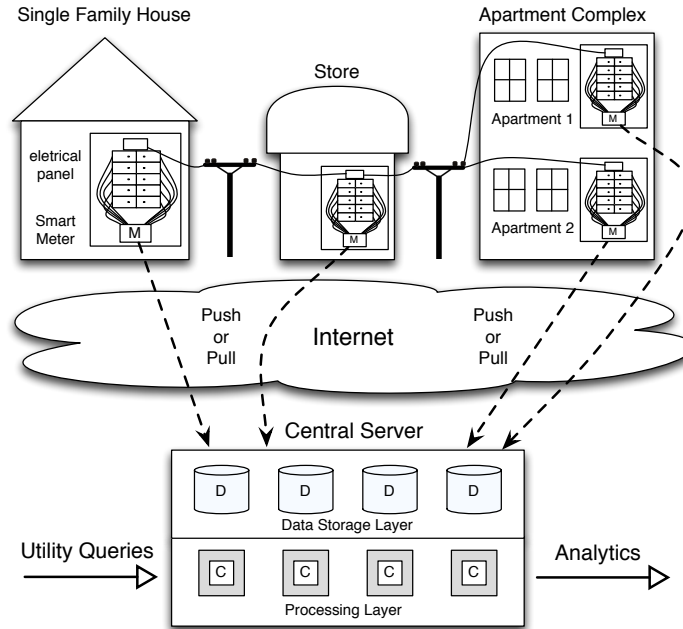 Single Family House
Apartment Complex
Store
eletrical
panel
Smart
Meter
M
M
Apartment 1
M
Apartment 2
M
Push
or
Pull
Internet
Push
or
Pull
Central Server
D
D
D
D
Data Storage Layer
Utility Queries
Analytics
C
C
C
C
Processing Layer